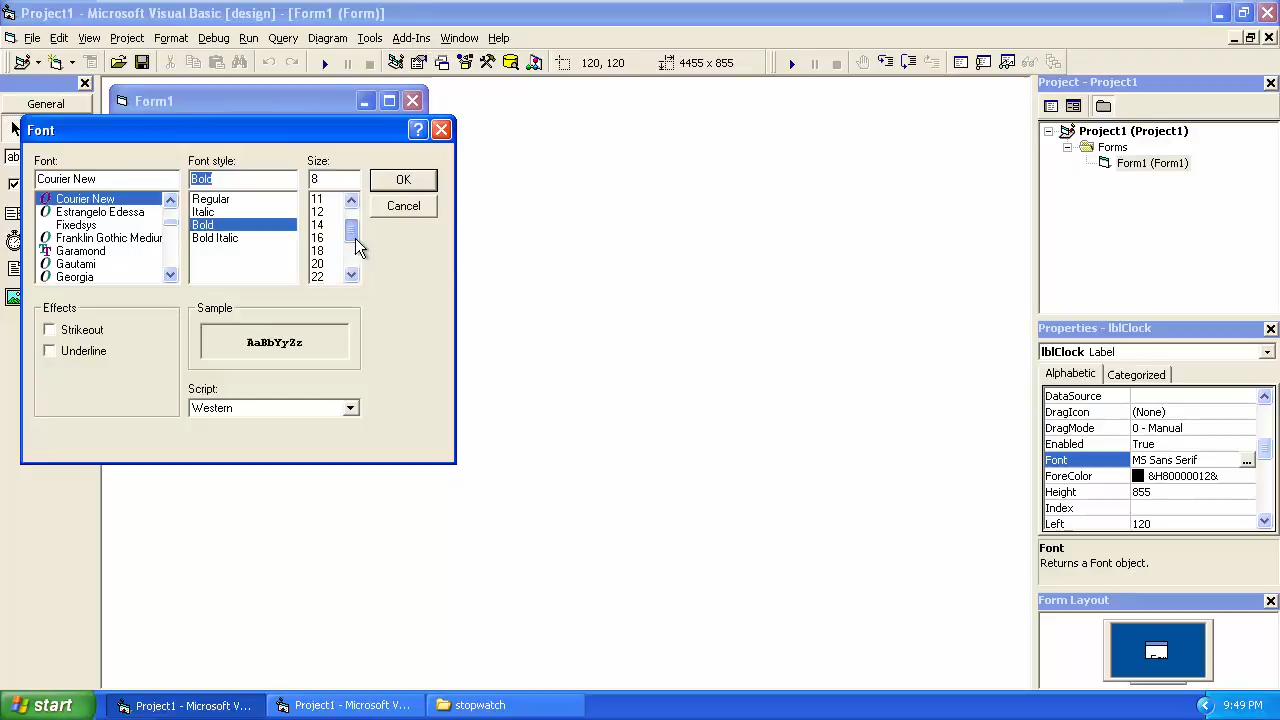 Project1 - Microsoft Visual Basic [design] - [Form1 (Form)]
File Edit View Project Format Debug Run Query Diagram Tools Add-Ins Window Help
120, 120 4455 x 855
General
Form1
Font
Font: Font style: Size:
Courier New Bold 8 OK
Courier New Regular 11
Estrangelo Edessa Italic 12 Cancel
Fixedsys Bold 14
Franklin Gothic Medium Bold Italic 16
Garamond 18
Gautami 20
Georgia 22
Effects Sample
Strikeout
Underline AaBbYyZz
Script:
Western
Project - Project1
Project1 (Project1)
Forms
Form1 (Form1)
Properties - lblClock
lblClock Label
Alphabetic Categorized
DataSource
DragIcon (None)
DragMode 0 - Manual
Enabled True
Font MS Sans Serif ...
ForeColor &H80000012&
Height 855
Index
Left 120
Font
Returns a Font object.
Form Layout
start Project1 - Microsoft V... Project1 - Microsoft V... stopwatch 9:49 PM